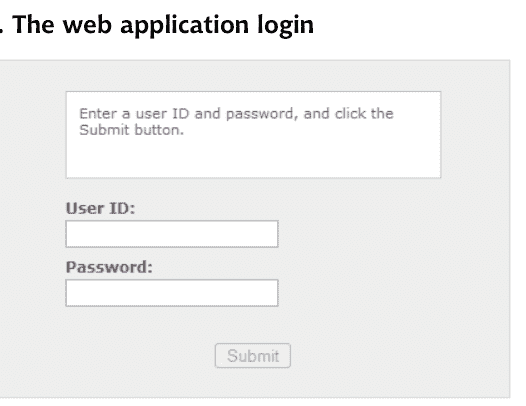 . The web application login
Enter a user ID and password, and click the
Submit button.
User ID:
Password:
Submit